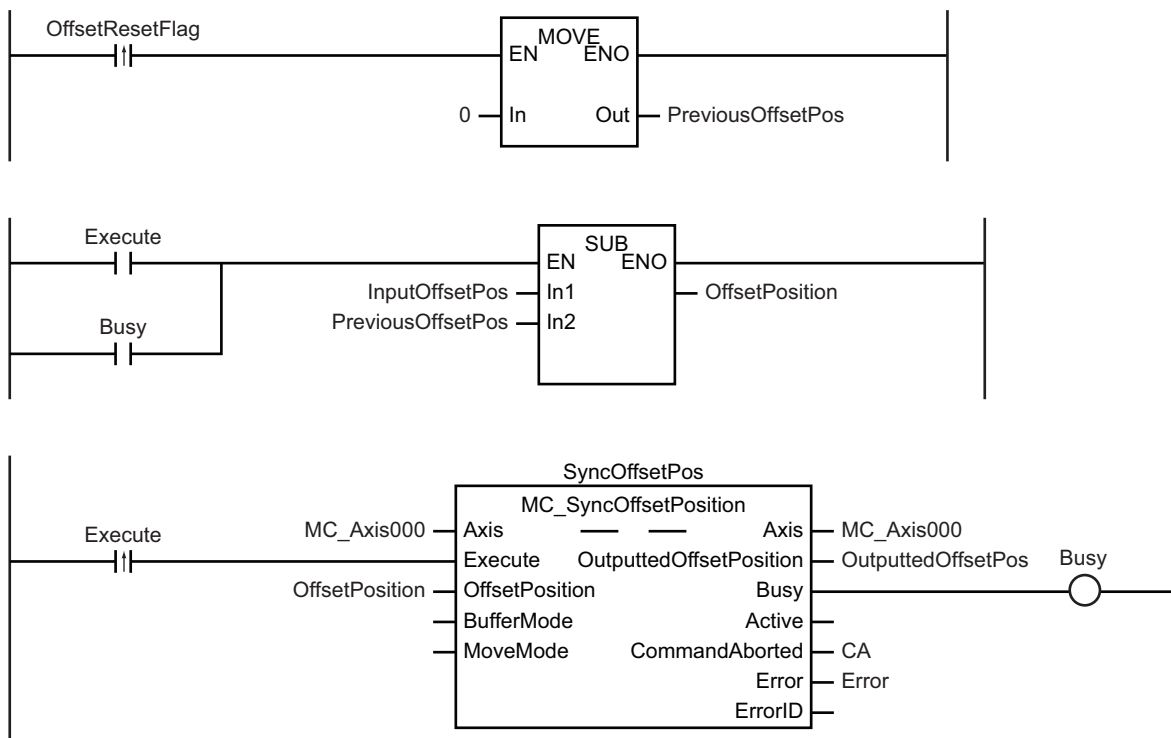 OffsetResetFlag
MOVE
EN ENO
0 In Out PreviousOffsetPos
Execute
SUB
EN ENO
InputOffsetPos In1 OffsetPosition
PreviousOffsetPos In2
Busy
SyncOffsetPos
MC_SyncOffsetPosition
MC_Axis000 Axis Axis MC_Axis000
Execute
Execute OutputtedOffsetPosition OutputtedOffsetPos
Busy
OffsetPosition OffsetPosition Busy
BufferMode Active
MoveMode CommandAborted CA
Error Error
ErrorID